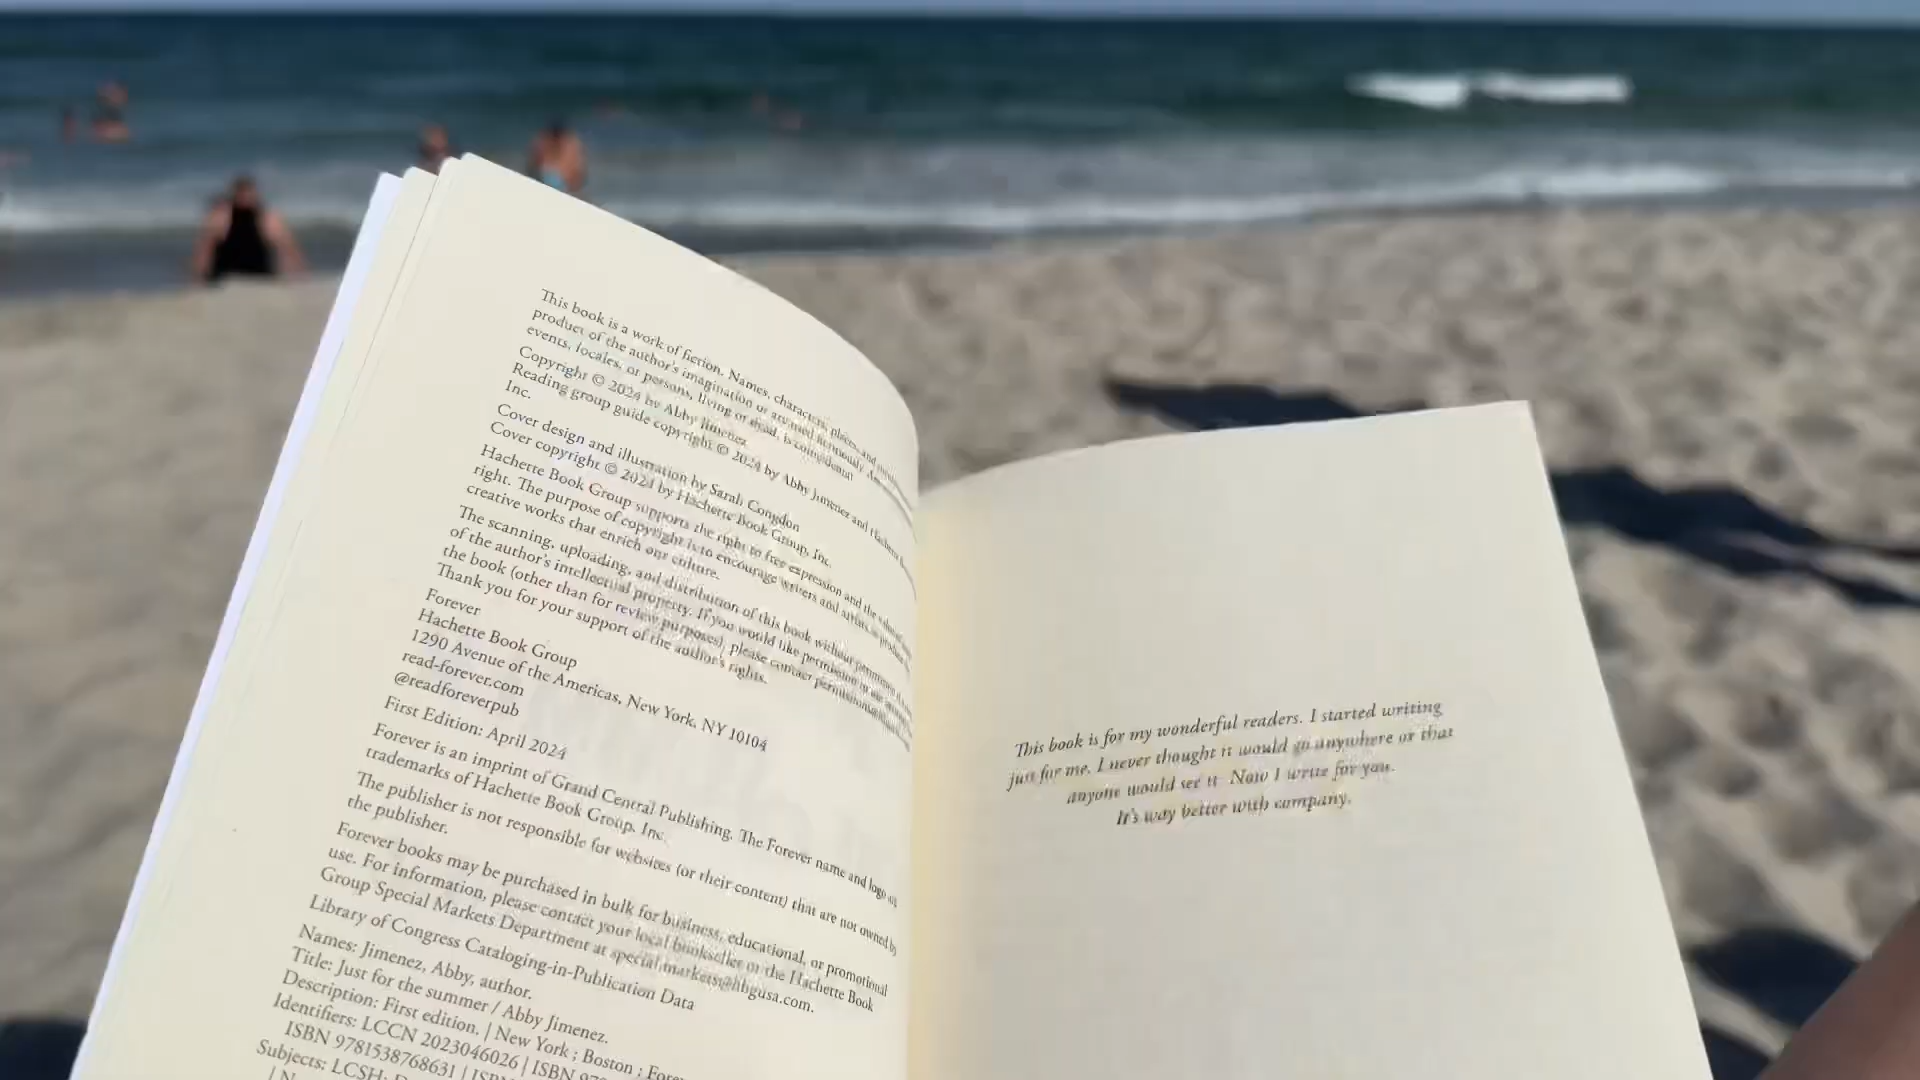 This book is a work of fiction. Names, characters, places, and
product of the author's imagination or are used fictitiously.
events, locales, or persons, living or dead, is coincidental.
Copyright © 2024 by Abby Jimenez
Reading group guide copyright © 2024 by Abby Jimenez and Hachette
Inc.
Cover design and illustration by Sarah Congdon
Cover copyright © 2024 by Hachette Book Group, Inc.
Hachette Book Group supports the right to free expression and the value of
right. The purpose of copyright is to encourage writers and artists to produce
creative works that enrich our culture.
The scanning, uploading, and distribution of this book without permission
of the author's intellectual property. If you would like permission
the book (other than for review purposes), please contact
Thank you for your support of the author's rights.
Forever
Hachette Book Group
1290 Avenue of the Americas, New York, NY 10104
read-forever.com
@readforeverpub
First Edition: April 2024
Forever is an imprint of Grand Central Publishing. The Forever name and logo
trademarks of Hachette Book Group, Inc.
The publisher is not responsible for websites (or their content) that are not owned by
the publisher.
Forever books may be purchased in bulk for business, educational, or promotional
use. For information, please contact your local bookseller or the Hachette Book
Group Special Markets Department at special.markets@hbgusa.com.
Library of Congress Cataloging-in-Publication Data
Names: Jimenez, Abby, author.
Title: Just for the summer / Abby Jimenez.
Description: First edition. | New York ; Boston :
Identifiers: LCCN 2023046026 | ISBN
ISBN 9781538768631 |
Subjects: LCSH:
This book is for my wonderful readers. I started writing
just for me. I never thought it would go anywhere or that
anyone would see it. Now I write for you.
It's way better with company.